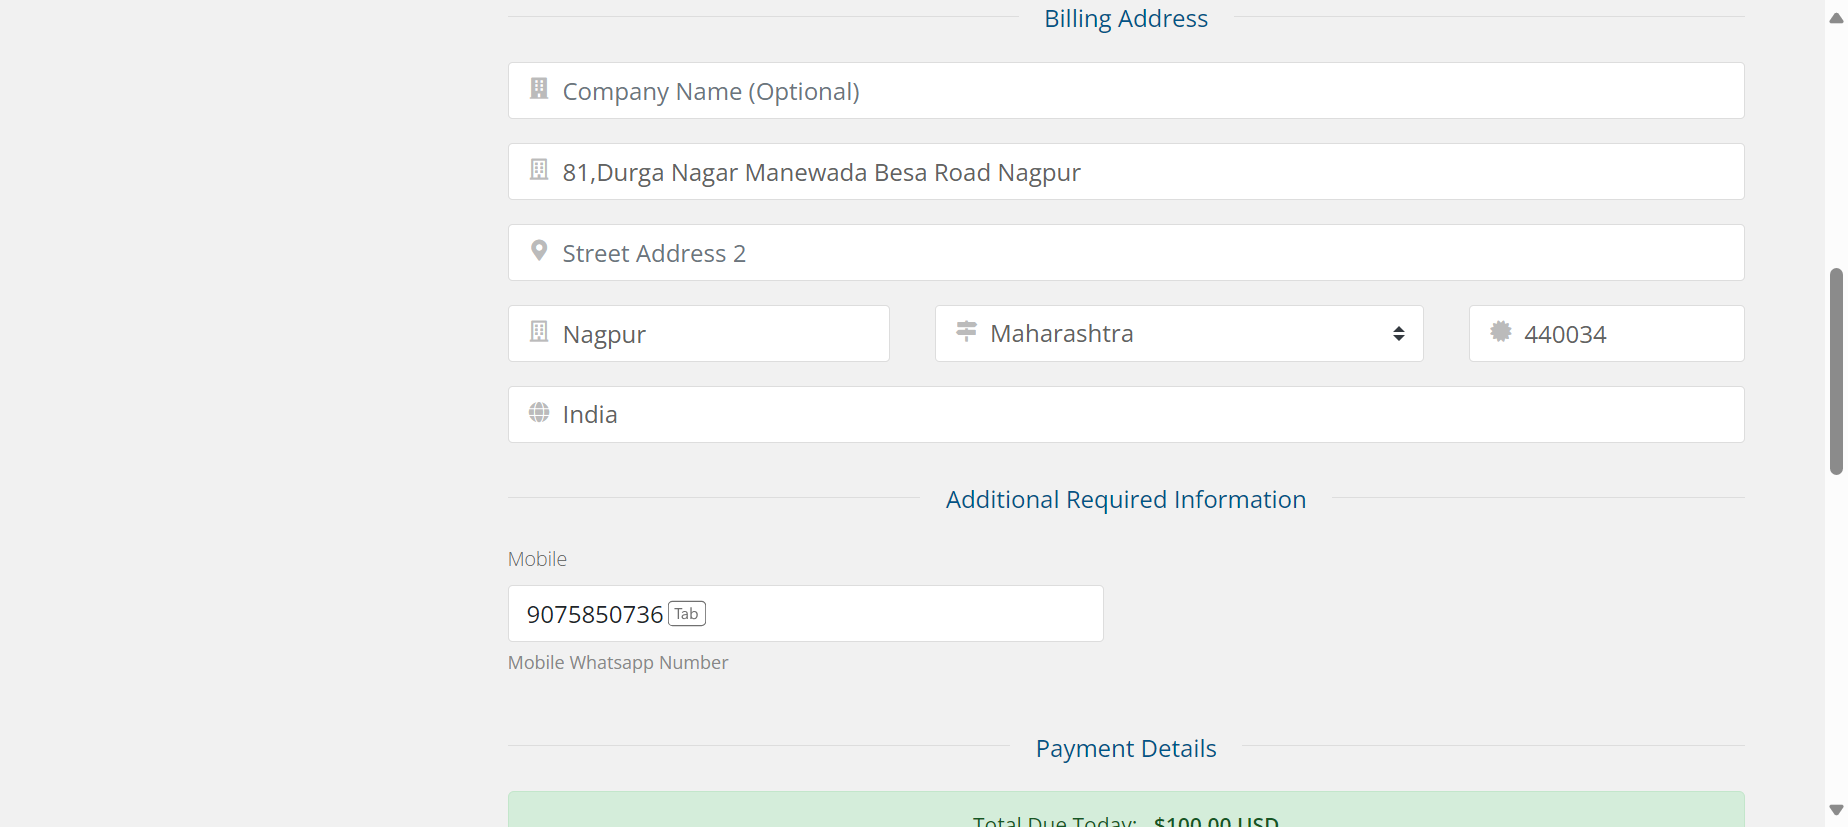 Billing Address
Company Name (Optional)
81,Durga Nagar Manewada Besa Road Nagpur
Street Address 2
Nagpur Maharashtra 440034
India
Additional Required Information
Mobile
9075850736 Tab
Mobile Whatsapp Number
Payment Details
Total Due Today: $100.00 USD